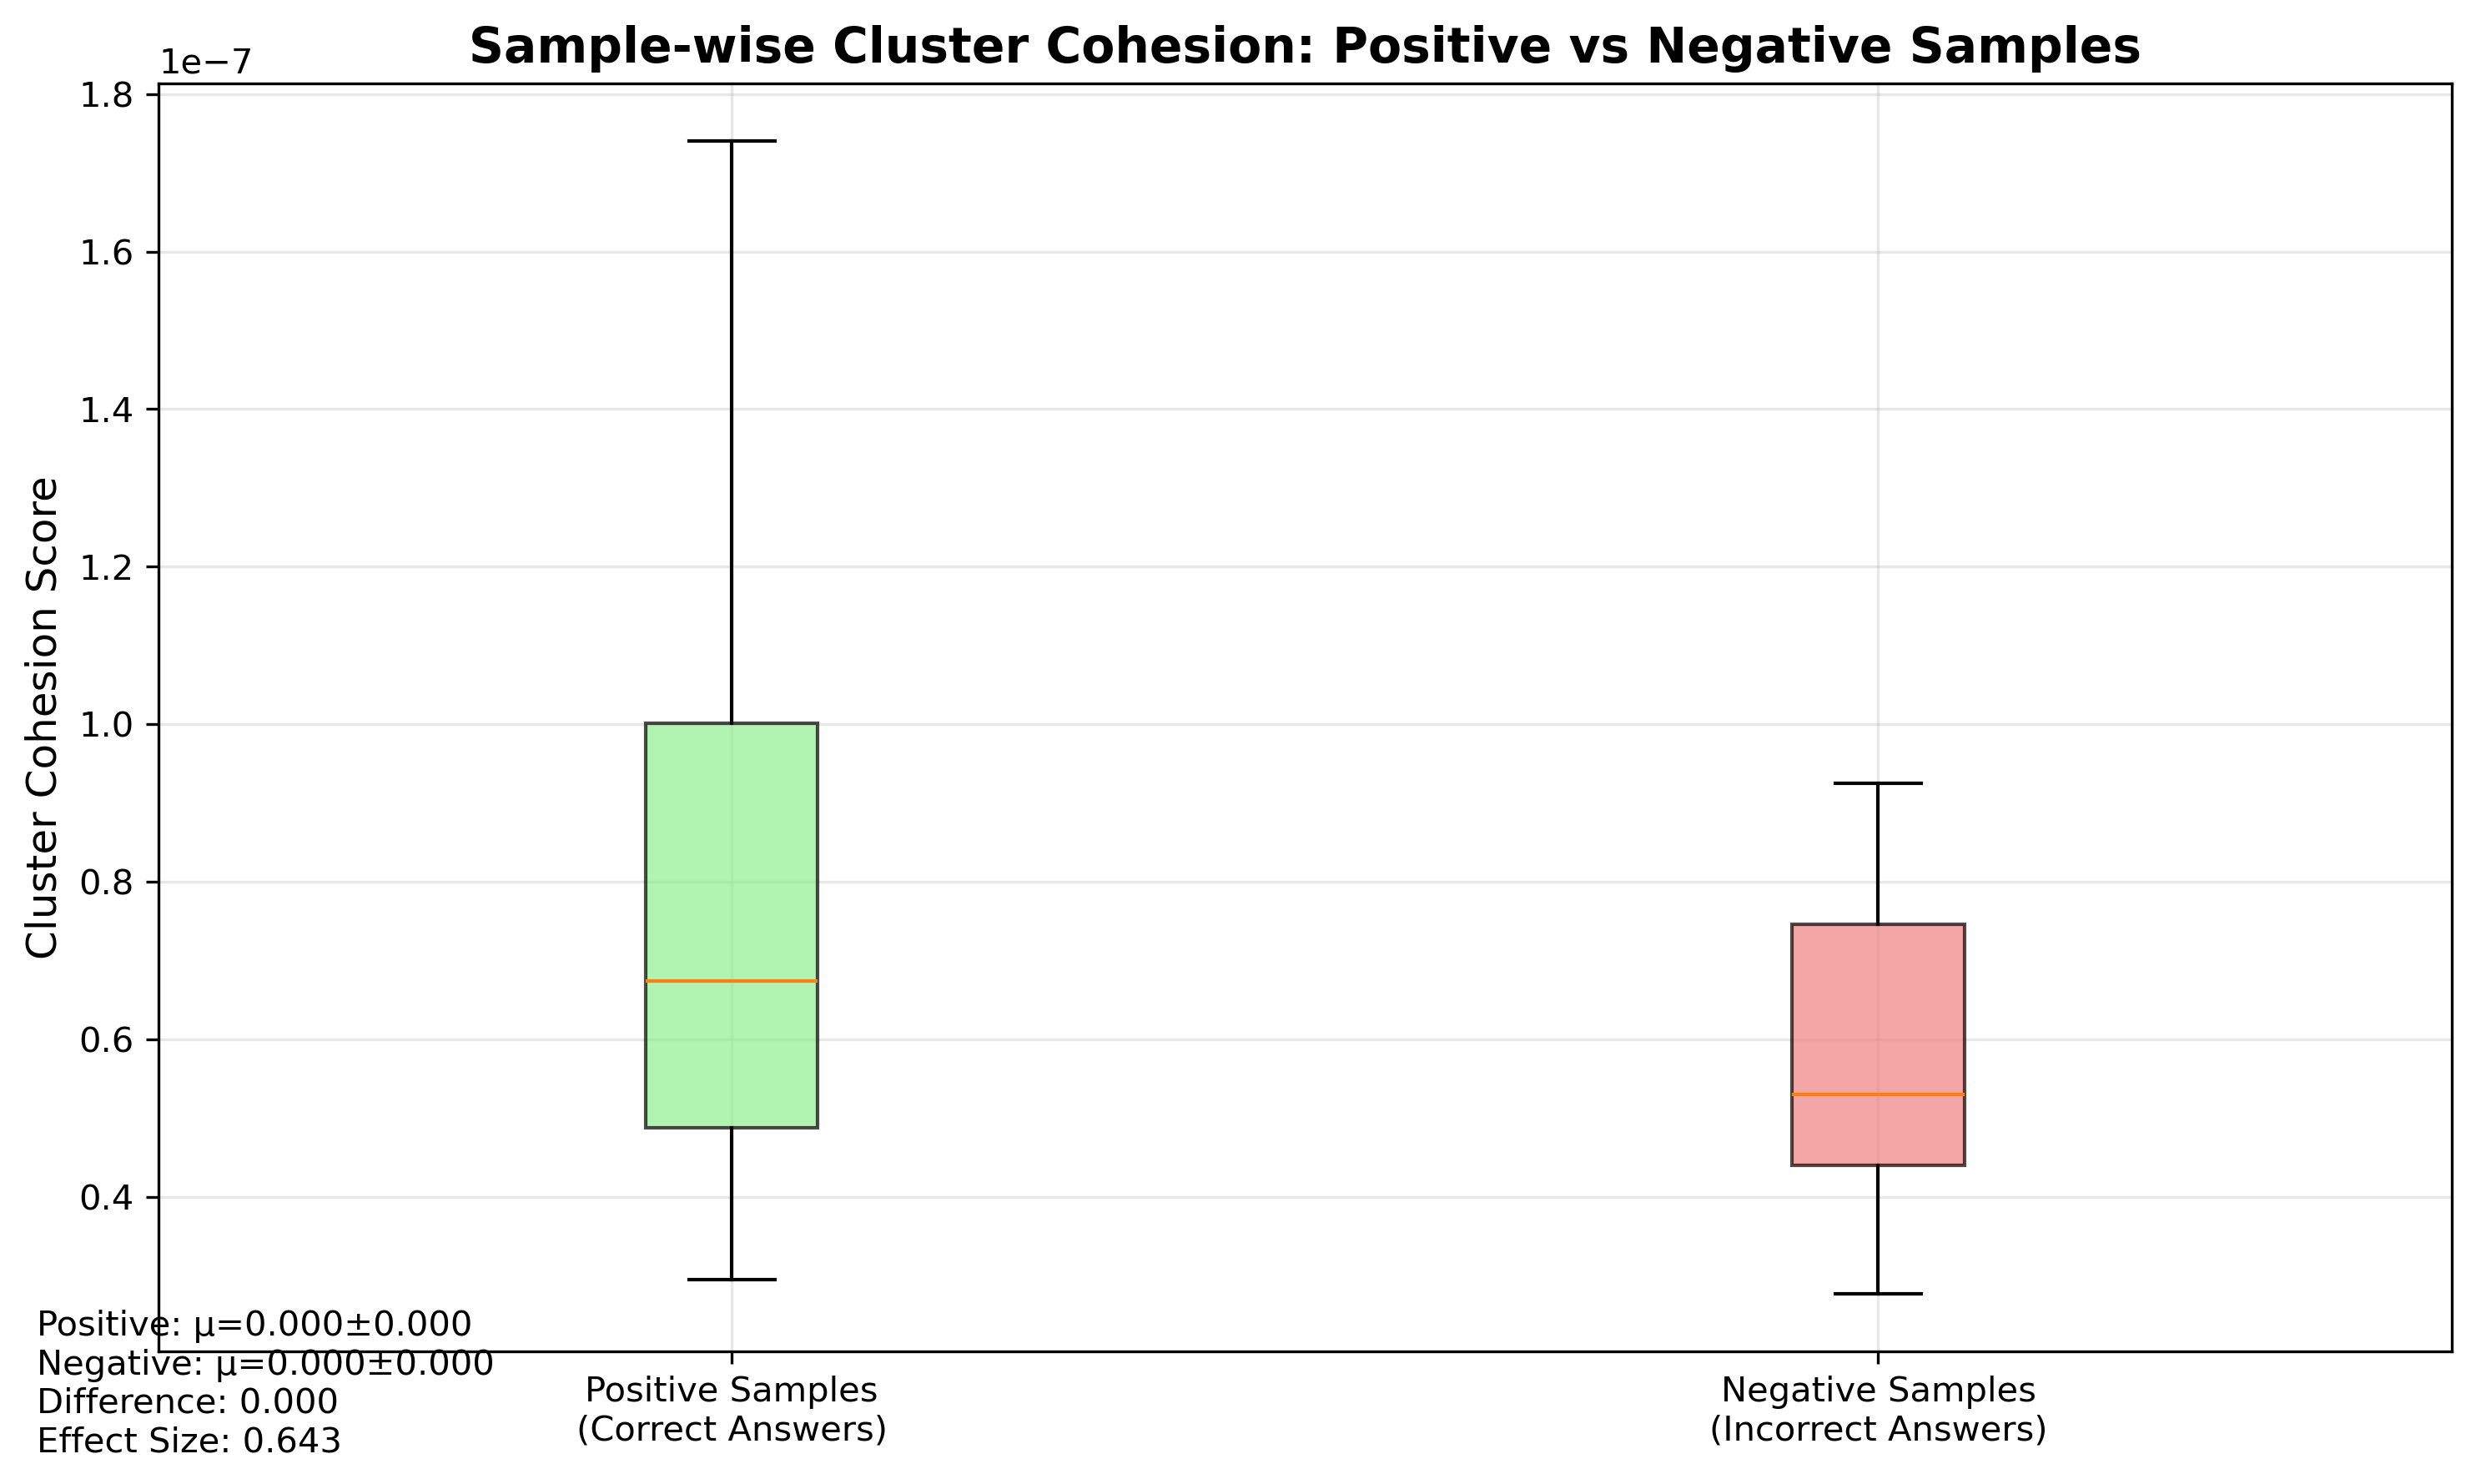 Sample-wise Cluster Cohesion: Positive vs Negative Samples
1e−7
1.8
1.6
1.4
1.2
1.0
0.8
0.6
0.4
Cluster Cohesion Score
Positive Samples
(Correct Answers)
Negative Samples
(Incorrect Answers)
Positive: μ=0.000±0.000
Negative: μ=0.000±0.000
Difference: 0.000
Effect Size: 0.643